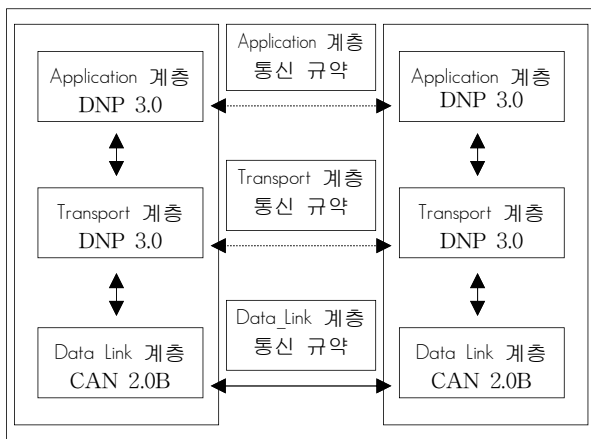 Application 계층
통신 규약
Application 계층
DNP 3.0
Application 계층
DNP 3.0
Transport 계층
통신 규약
Transport 계층
DNP 3.0
Transport 계층
DNP 3.0
Data_Link 계층
통신 규약
Data Link 계층
CAN 2.0B
Data Link 계층
CAN 2.0B